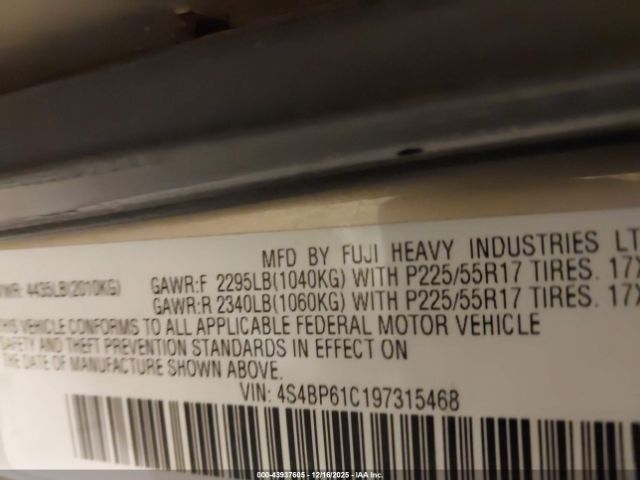 MFD BY FUJI HEAVY INDUSTRIES LT
4435LB(2010KG) GAWR:F 2295LB(1040KG) WITH P225/55R17 TIRES. 17X
GAWR:R 2340LB(1060KG) WITH P225/55R17 TIRES. 17X
THIS VEHICLE CONFORMS TO ALL APPLICABLE FEDERAL MOTOR VEHICLE
SAFETY AND THEFT PREVENTION STANDARDS IN EFFECT ON
THE DATE OF MANUFACTURE SHOWN ABOVE.
VIN: 4S4BP61C197315468
000-43937605 - 12/16/2025 - IAA Inc.